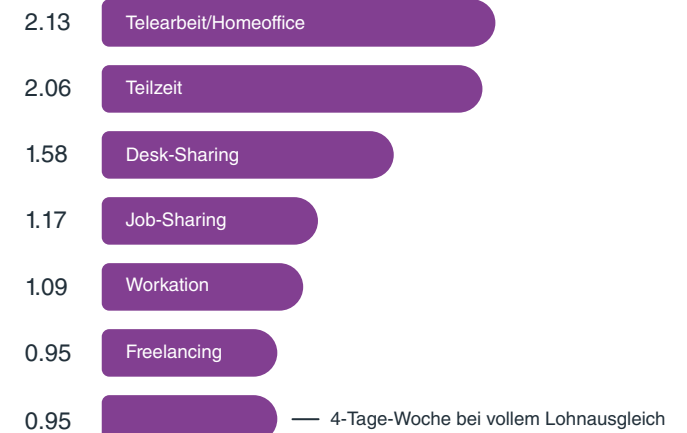 2.13 Telearbeit/Homeoffice
2.06 Teilzeit
1.58 Desk-Sharing
1.17 Job-Sharing
1.09 Workation
0.95 Freelancing
0.95 4-Tage-Woche bei vollem Lohnausgleich